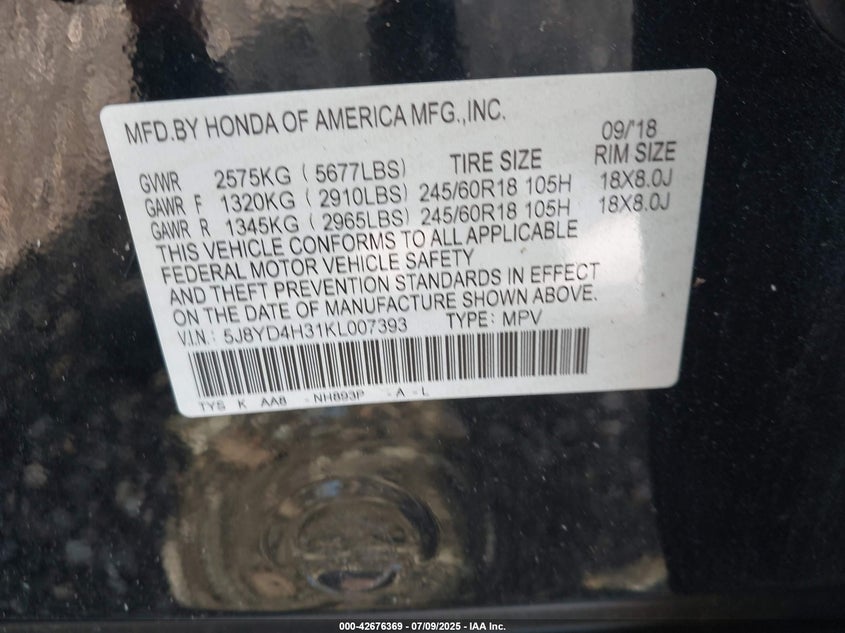 MFD.BY HONDA OF AMERICA MFG.,INC. 09/'18
GVWR 2575KG ( 5677LBS) TIRE SIZE RIM SIZE
GAWR F 1320KG ( 2910LBS) 245/60R18 105H 18X8.0J
GAWR R 1345KG ( 2965LBS) 245/60R18 105H 18X8.0J
THIS VEHICLE CONFORMS TO ALL APPLICABLE
FEDERAL MOTOR VEHICLE SAFETY
AND THEFT PREVENTION STANDARDS IN EFFECT
ON THE DATE OF MANUFACTURE SHOWN ABOVE.
V.I.N.: 5J8YD4H31KL007393 TYPE: MPV
TYS K AA8 -NH893P -A -L
000-42676369 - 07/09/2025 - IAA Inc.